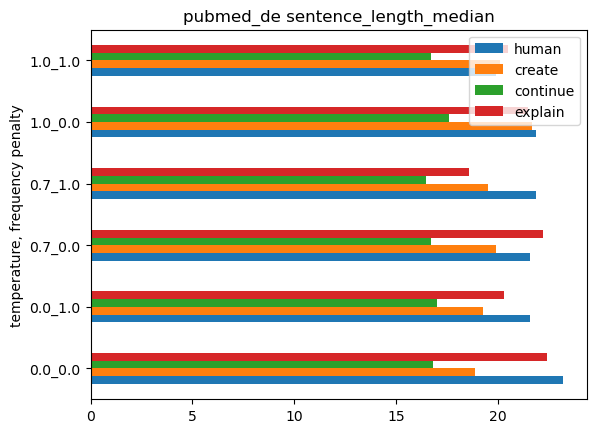 pubmed_de sentence_length_median
human
create
continue
explain
temperature, frequency penalty
1.0_1.0
1.0_0.0
0.7_1.0
0.7_0.0
0.0_1.0
0.0_0.0
0 5 10 15 20